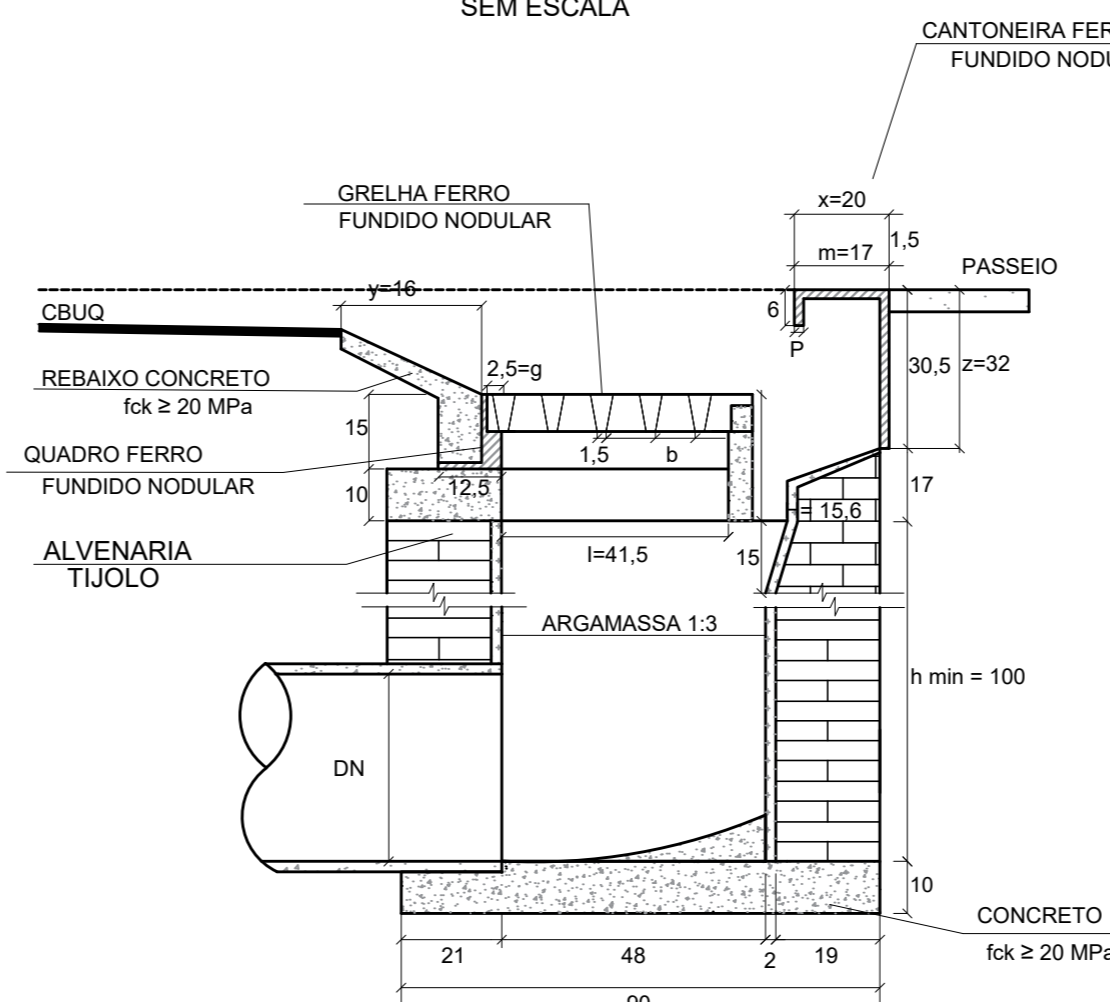 SEM ESCALA
CANTONEIRA FER
FUNDIDO NODU
GRELHA FERRO
FUNDIDO NODULAR
x=20
m=17
1,5
PASSEIO
y=16
6
CBUQ
P
2,5=g
30,5
z=32
REBAIXO CONCRETO
fck ≥ 20 MPa
15
QUADRO FERRO
FUNDIDO NODULAR
1,5
b
12,5
10
17
= 15,6
ALVENARIA
TIJOLO
l=41,5
15
ARGAMASSA 1:3
h min = 100
DN
10
CONCRETO
fck ≥ 20 MPa
21
48
2
19
90